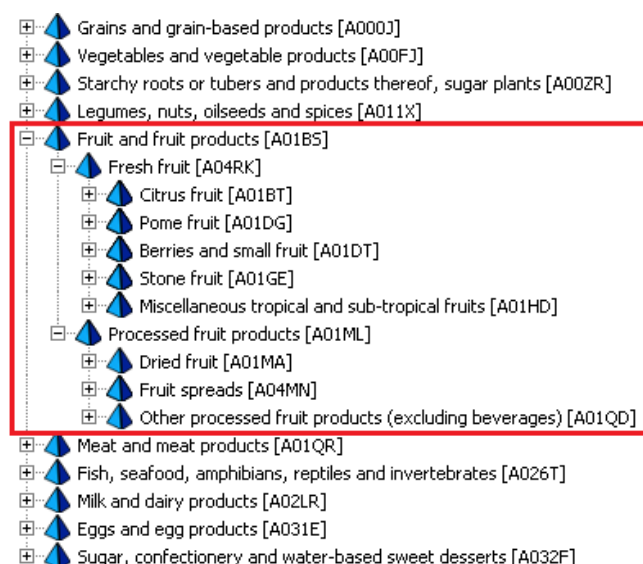 Grains and grain-based products [A000J]
Vegetables and vegetable products [A00FJ]
Starchy roots or tubers and products thereof, sugar plants [A00ZR]
Legumes, nuts, oilseeds and spices [A011X]
Fruit and fruit products [A01BS]
Fresh fruit [A04RK]
Citrus fruit [A01BT]
Pome fruit [A01DG]
Berries and small fruit [A01DT]
Stone fruit [A01GE]
Miscellaneous tropical and sub-tropical fruits [A01HD]
Processed fruit products [A01ML]
Dried fruit [A01MA]
Fruit spreads [A04MN]
Other processed fruit products (excluding beverages) [A01QD]
Meat and meat products [A01QR]
Fish, seafood, amphibians, reptiles and invertebrates [A026T]
Milk and dairy products [A02LR]
Eggs and egg products [A031E]
Sugar, confectionery and water-based sweet desserts [A032F]